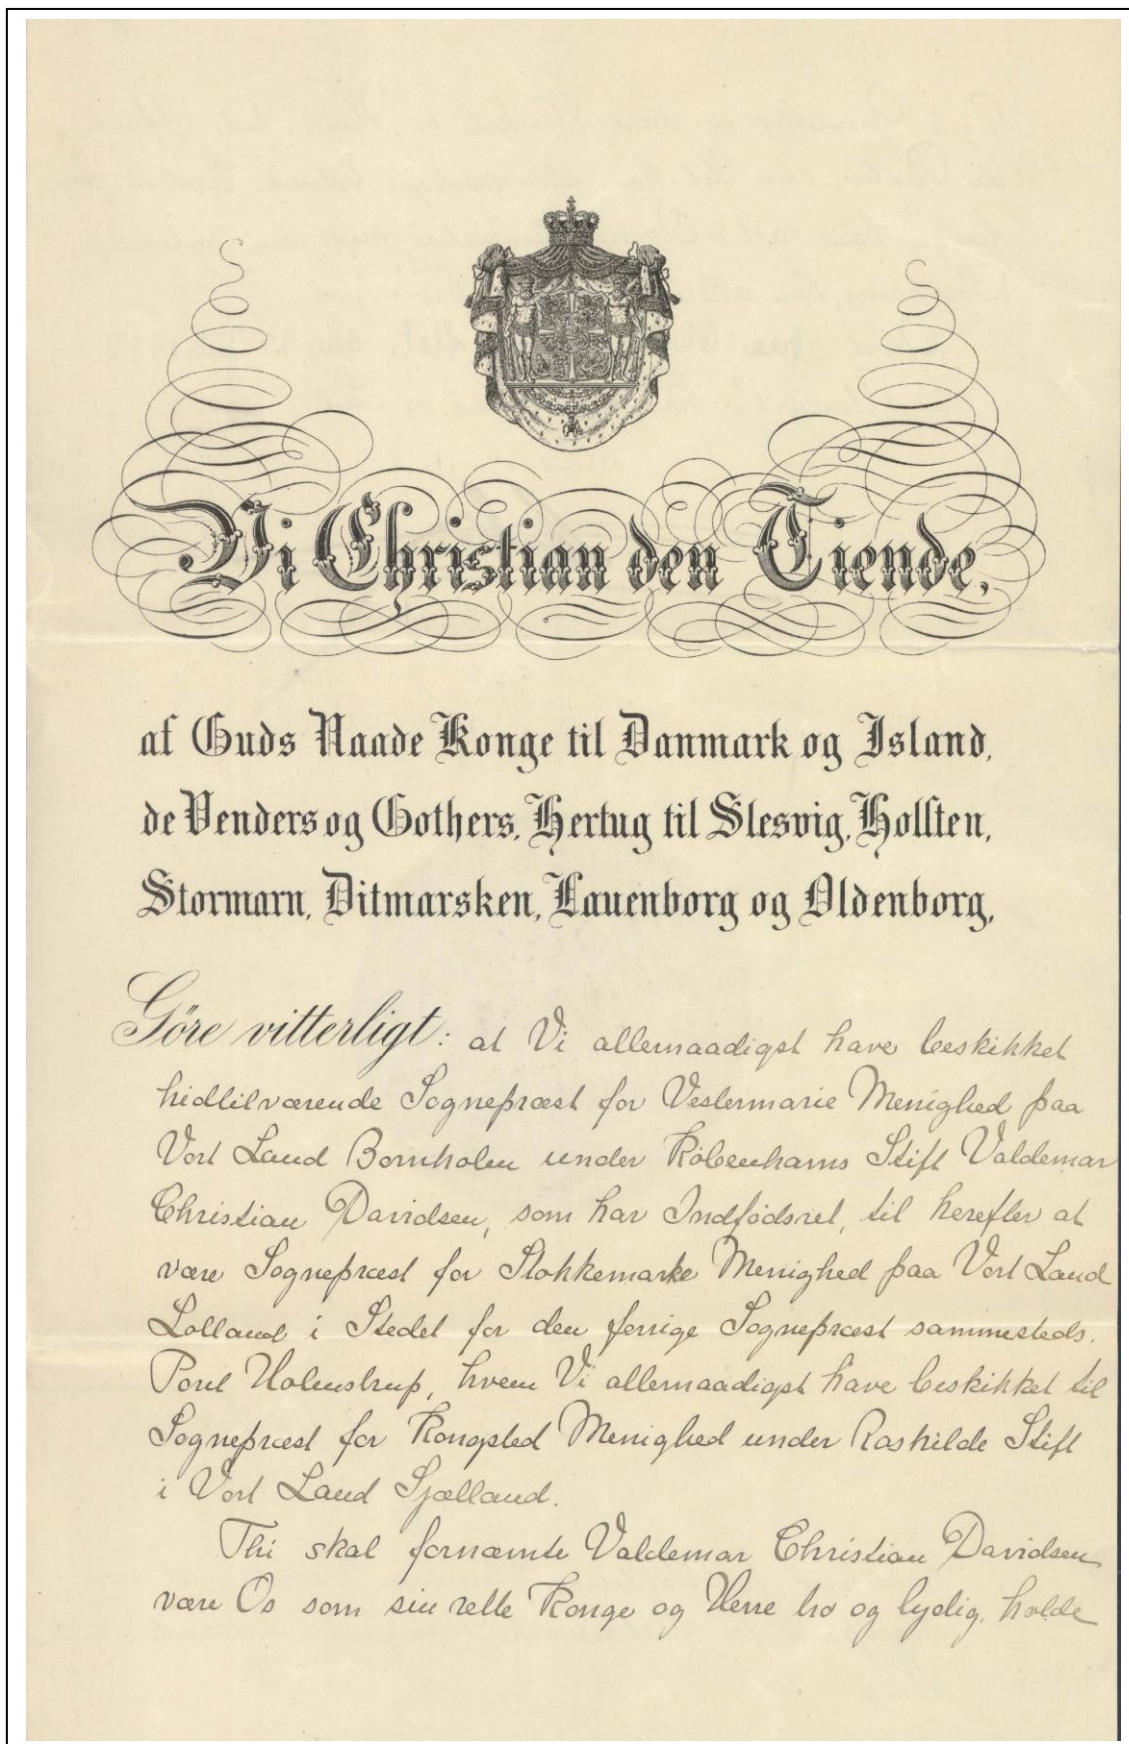 Vi Christian den Tiende,
af Guds Naade Konge til Danmark og Island,
de Venders og Gothers, Hertug til Slesvig, Holsten,
Stormarn, Ditmarsken, Lauenborg og Oldenborg,
Göre vitterligt: at Vi allernaadigst have beskikket
hidtilværende Sognepræst for Vestermarie Menighed paa
Vort Land Bornholm under Københavns Stift Valdemar
Christian Davidsen, som har Indfødsret, til herefter at
være Sognepræst for Stokkemarke Menighed paa Vort Land
Lolland i Stedet for den forrige Sognepræst sammesteds.
Poul Holmstrup, hvem Vi allernaadigst have beskikket til
Sognepræst for Kongsted Menighed under Roskilde Stift
i Vort Land Sjælland.
Thi skal fornævnte Valdemar Christian Davidsen
være Os som sin rette Konge og Herre tro og lydig, holde